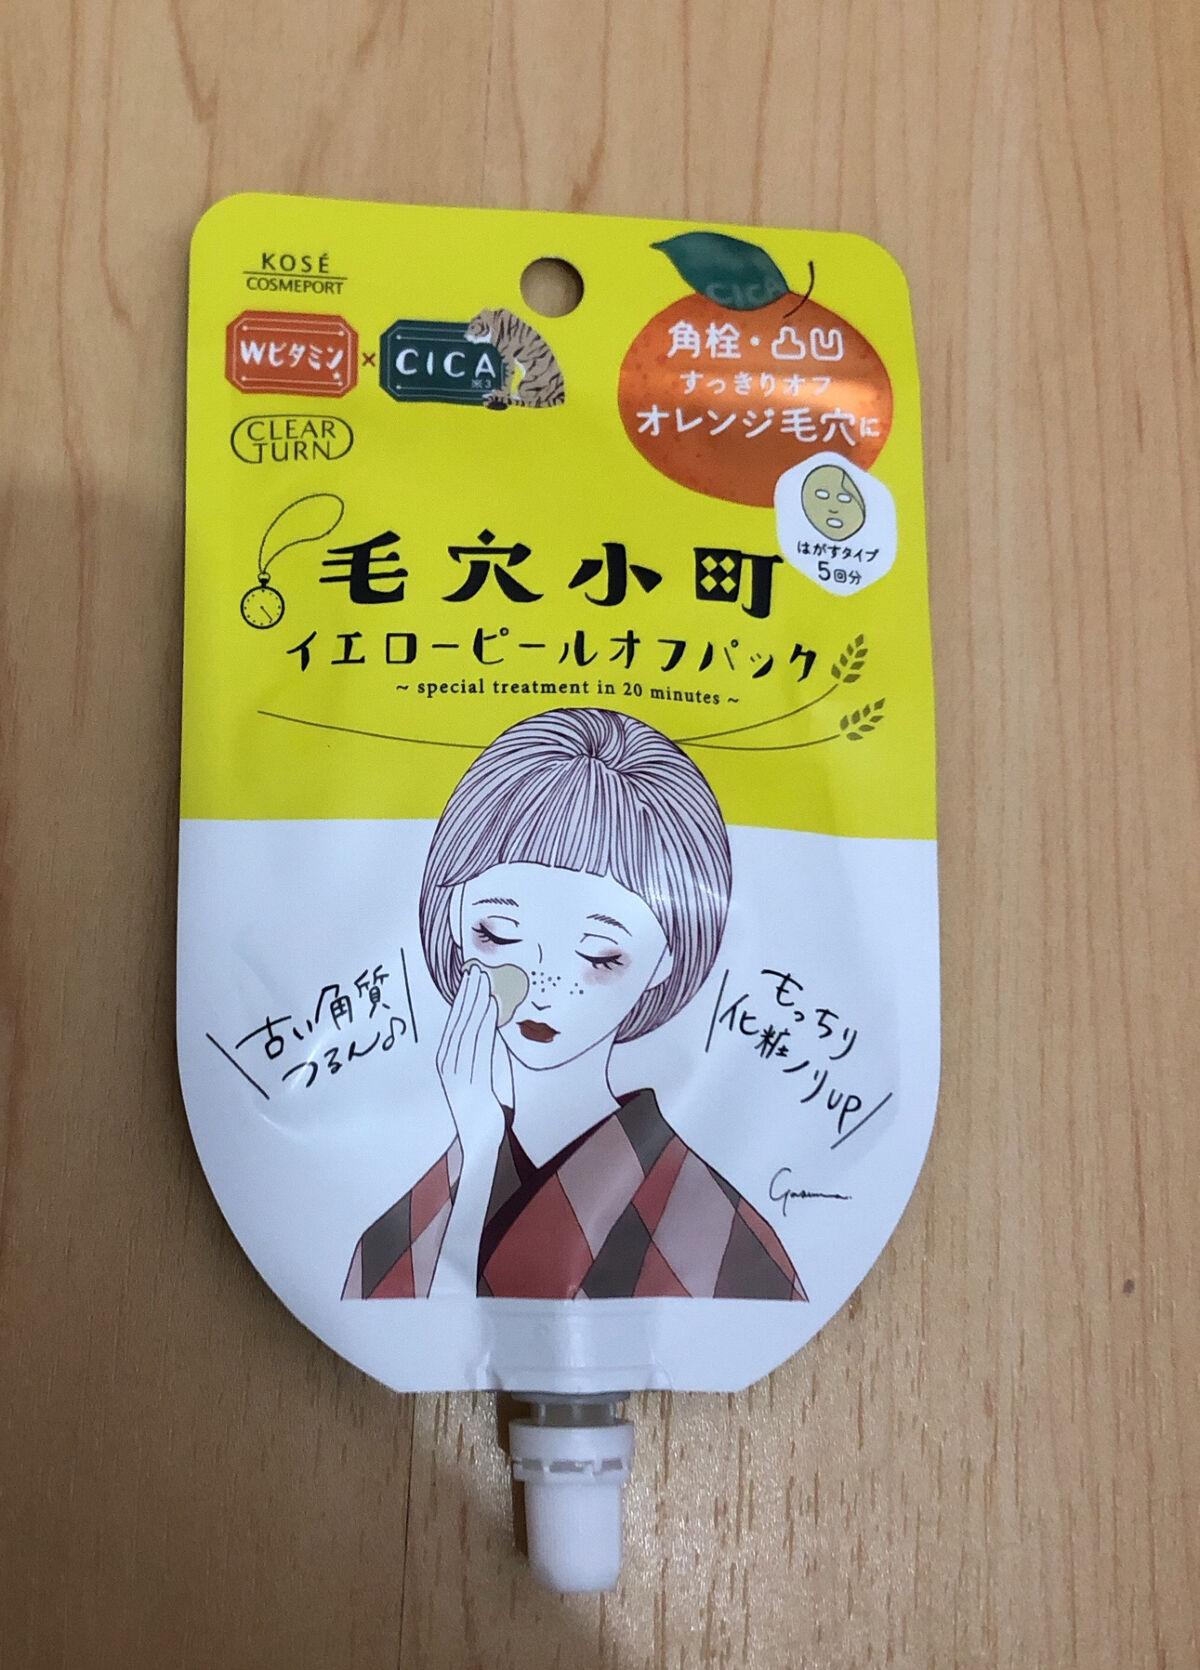 KOSÉ
COSMEPORT
Wビタミン×CICA
※3
CLEAR
TURN
CICA
角栓・凸凹
すっきりオフ
オレンジ毛穴に
はがすタイプ
5回分
毛穴小町
イエローピールオフパック
~ special treatment in 20 minutes ~
古い角質
つるん♪
もっちり
化粧ノリup